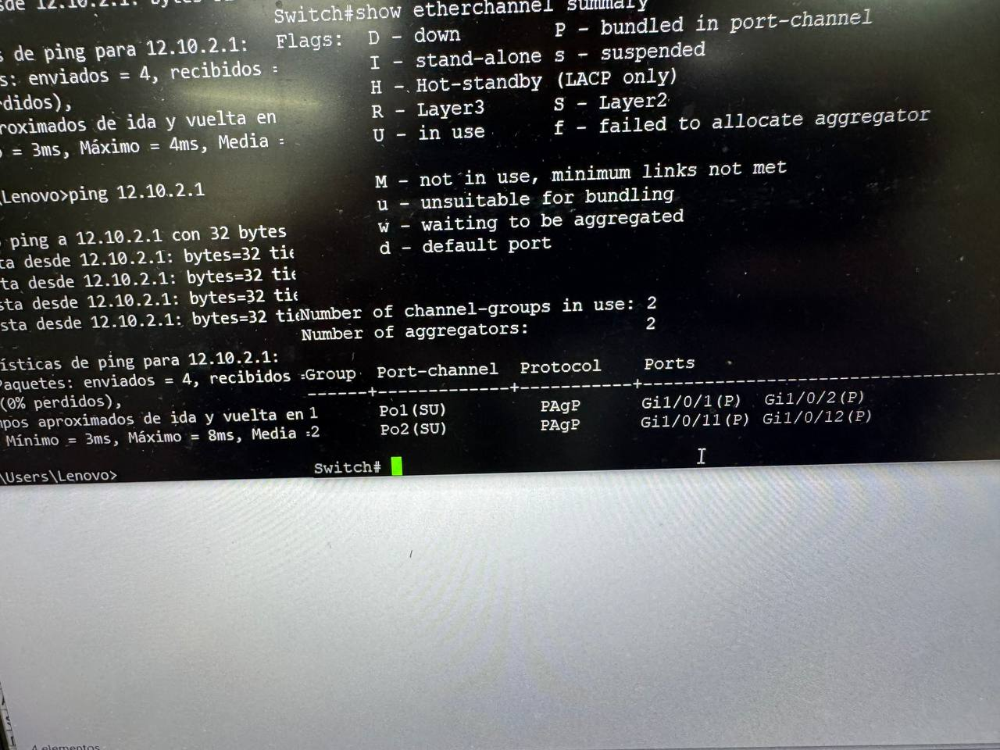 sde 12.10.2.1: bytes
s de ping para 12.10.2.1:
s: enviados = 4, recibidos =
rdidos),
roximados de ida y vuelta en
o = 3ms, Máximo = 4ms, Media =
\Lenovo>ping 12.10.2.1
ping a 12.10.2.1 con 32 bytes
ta desde 12.10.2.1: bytes=32 tie
ta desde 12.10.2.1: bytes=32 tie
sta desde 12.10.2.1: bytes=32 tie
sta desde 12.10.2.1: bytes=32 tie
ísticas de ping para 12.10.2.1:
Paquetes: enviados = 4, recibidos =
(0% perdidos),
mpos aproximados de ida y vuelta en
Mínimo = 3ms, Máximo = 8ms, Media =
\Users\Lenovo>
Switch#show etherchannel summary
Flags: D - down P - bundled in port-channel
I - stand-alone s - suspended
H - Hot-standby (LACP only)
R - Layer3 S - Layer2
U - in use f - failed to allocate aggregator
M - not in use, minimum links not met
u - unsuitable for bundling
w - waiting to be aggregated
d - default port
Number of channel-groups in use: 2
Number of aggregators: 2
Group Port-channel Protocol Ports
------+-------------+-----------+-----------------------------------------------
1 Po1(SU) PAgP Gi1/0/1(P) Gi1/0/2(P)
2 Po2(SU) PAgP Gi1/0/11(P) Gi1/0/12(P)
Switch#
4 elementos